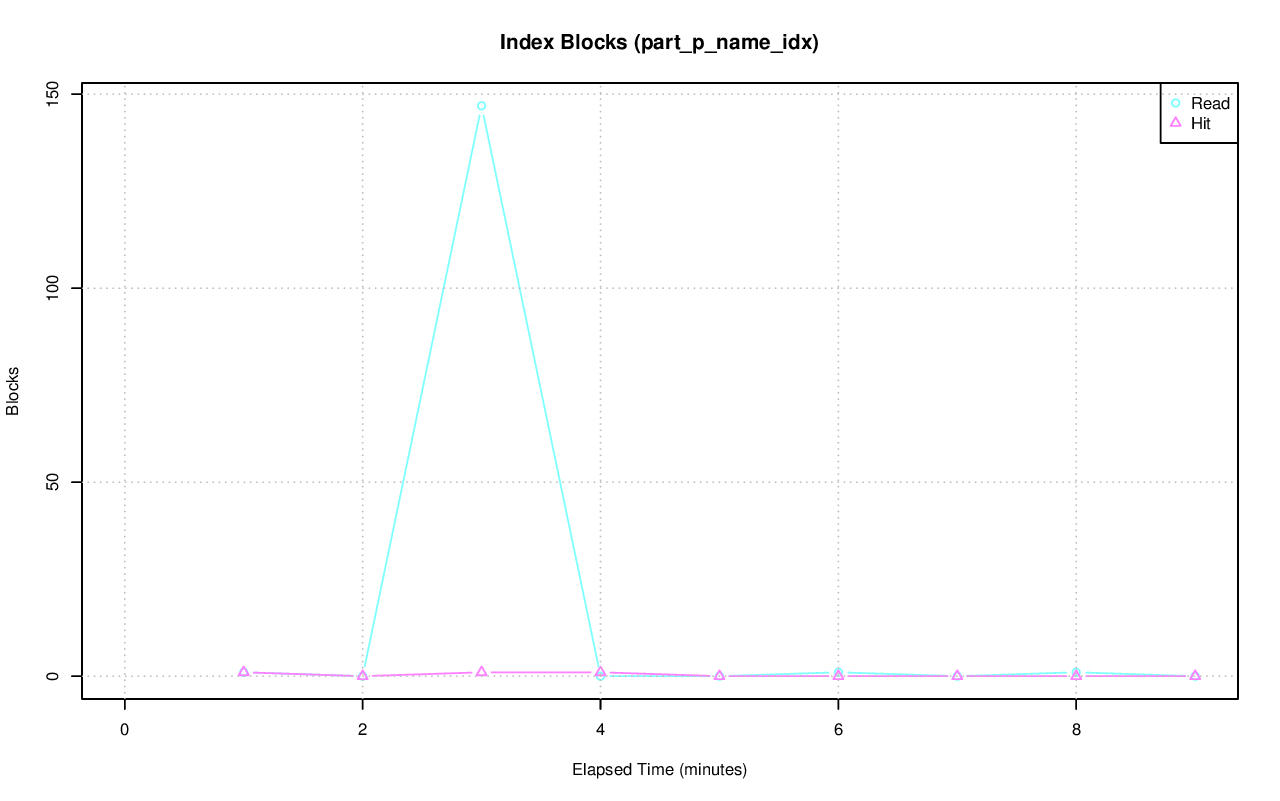 Index Blocks (part_p_name_idx)
150
100
50
0
Blocks
Read
Hit
0 2 4 6 8
Elapsed Time (minutes)